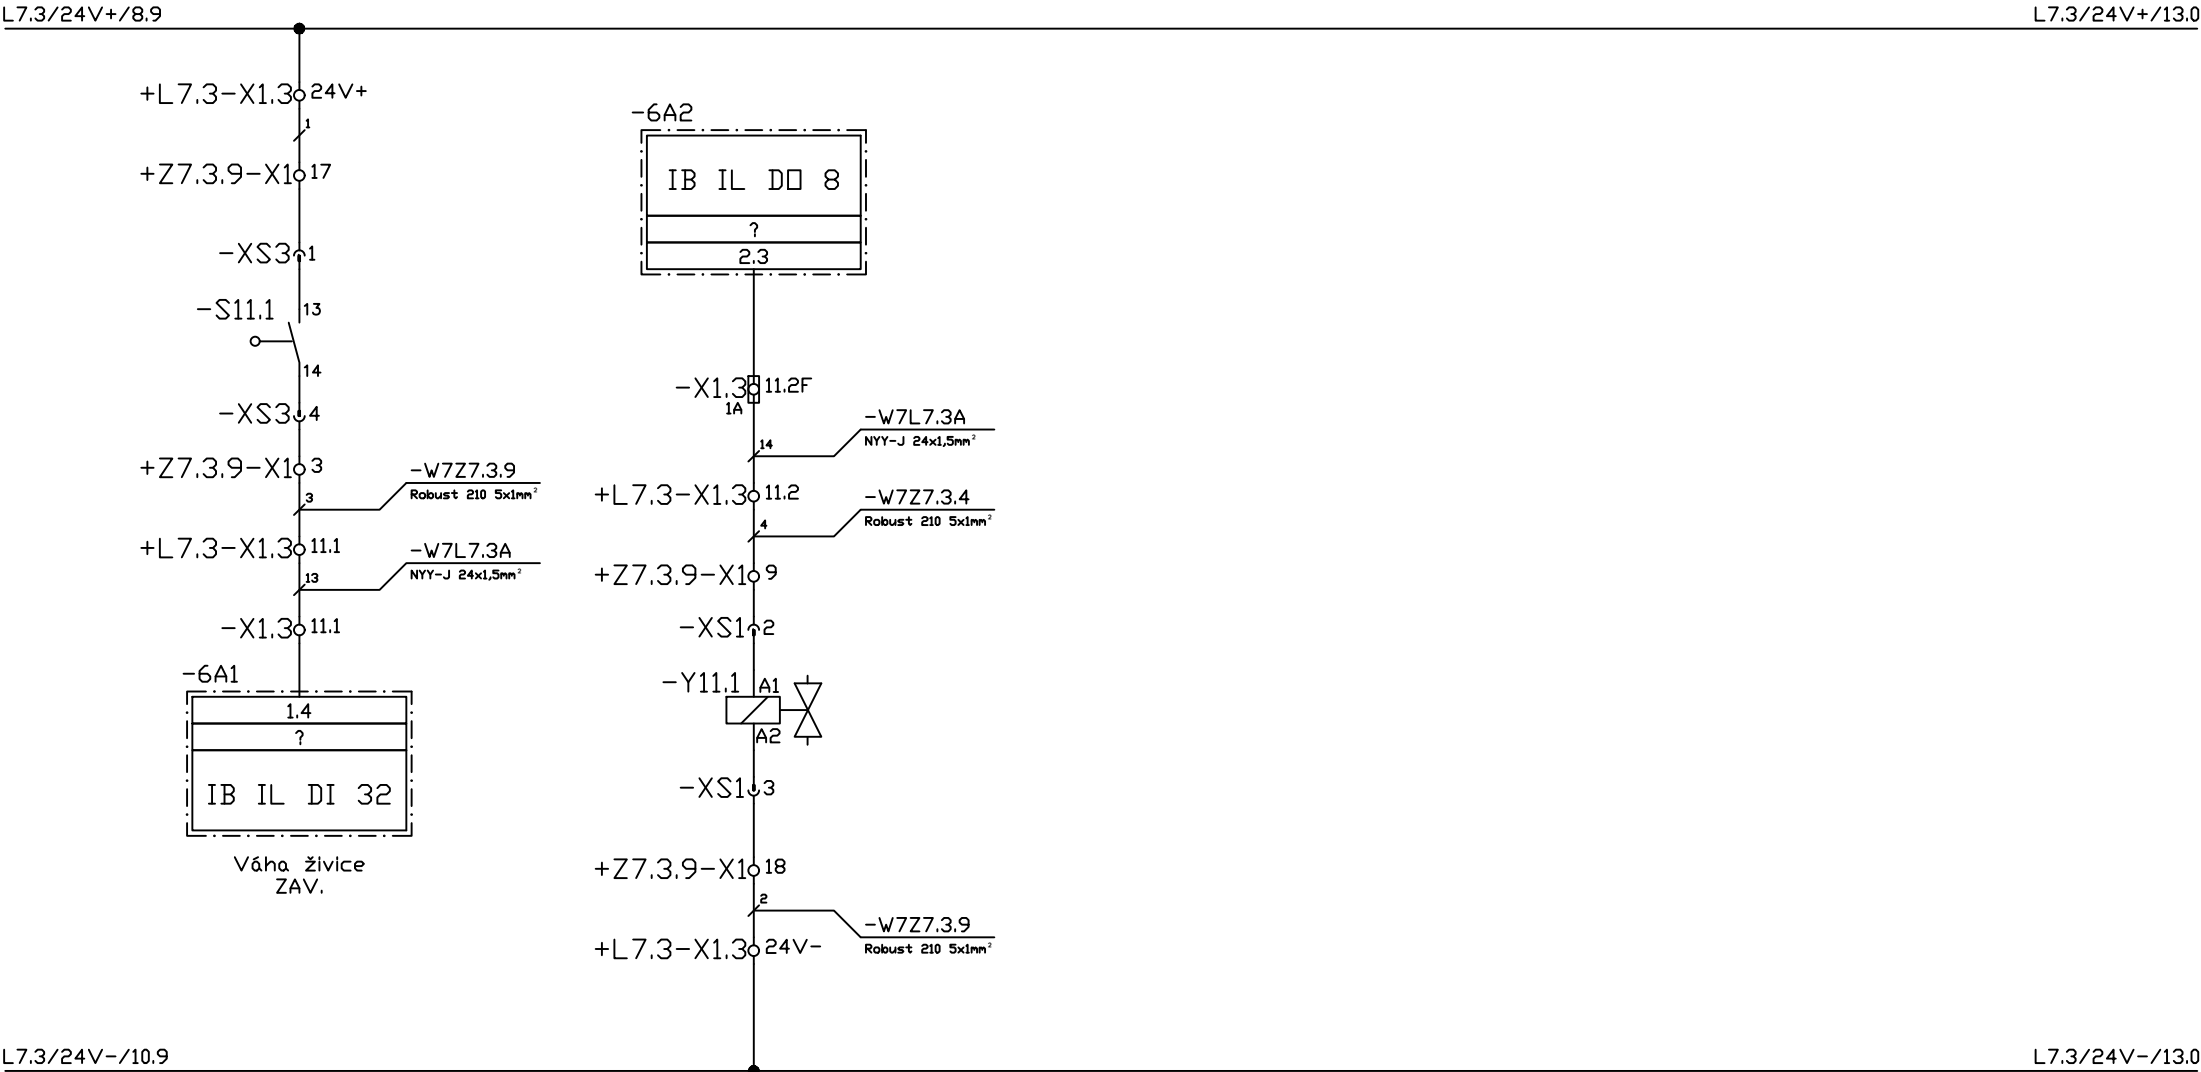 L7.3/24V+/8.9
L7.3/24V+/13.0
+L7.3-X1.3 24V+
1
+Z7.3.9-X1 17
-XS3 1
-S11.1 13
14
-XS3 4
+Z7.3.9-X1 3
-W7Z7.3.9
3 Robust 210 5x1mm²
+L7.3-X1.3 11.1
-W7L7.3A
13 NYY-J 24x1,5mm²
-X1.3 11.1
-6A1
1.4
?
IB IL DI 32
Váha živice
ZAV.
-6A2
IB IL DO 8
?
2.3
-X1.3 11.2F
1A
-W7L7.3A
14 NYY-J 24x1,5mm²
+L7.3-X1.3 11.2
-W7Z7.3.4
4 Robust 210 5x1mm²
+Z7.3.9-X1 9
-XS1 2
-Y11.1 A1
A2
-XS1 3
+Z7.3.9-X1 18
2
-W7Z7.3.9
Robust 210 5x1mm²
+L7.3-X1.3 24V-
L7.3/24V-/10.9
L7.3/24V-/13.0